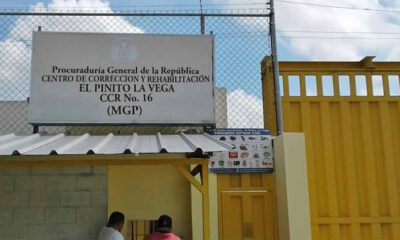 Procuraduría General de la República
CENTRO DE CORRECCIÓN Y REHABILITACIÓN
EL PINITO LA VEGA
CCR No. 16
(MGP)